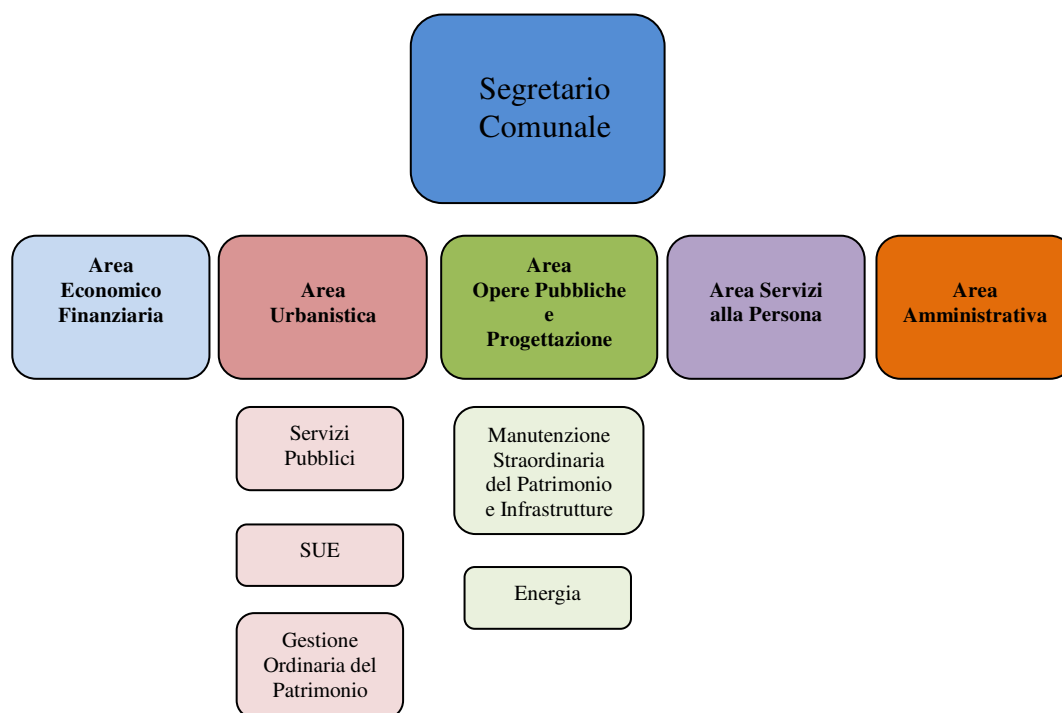 Segretario
Comunale
Area
Economico
Finanziaria
Area
Urbanistica
Area
Opere Pubbliche
e
Progettazione
Area Servizi
alla Persona
Area
Amministrativa
Servizi
Pubblici
SUE
Gestione
Ordinaria del
Patrimonio
Manutenzione
Straordinaria
del Patrimonio
e Infrastrutture
Energia